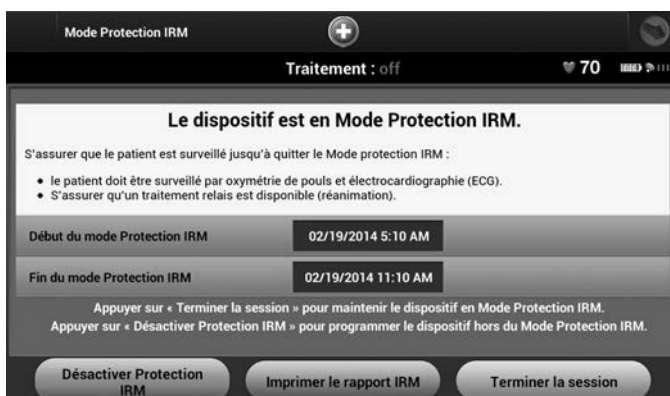 Mode Protection IRM
Traitement : off
70
Le dispositif est en Mode Protection IRM.
S'assurer que le patient est surveillé jusqu'à quitter le Mode protection IRM :
• le patient doit être surveillé par oxymétrie de pouls et électrocardiographie (ECG).
• S'assurer qu'un traitement relais est disponible (réanimation).
Début du mode Protection IRM
02/19/2014 5:10 AM
Fin du mode Protection IRM
02/19/2014 11:10 AM
Appuyer sur « Terminer la session » pour maintenir le dispositif en Mode Protection IRM.
Appuyer sur « Désactiver Protection IRM » pour programmer le dispositif hors du Mode Protection IRM.
Désactiver Protection
IRM
Imprimer le rapport IRM
Terminer la session